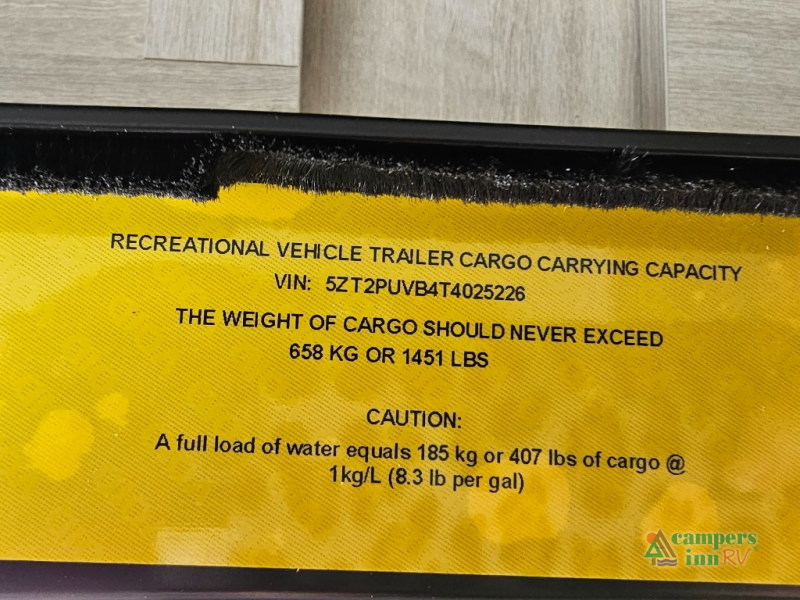 RECREATIONAL VEHICLE TRAILER CARGO CARRYING CAPACITY
VIN: 5ZT2PUVB4T4025226
THE WEIGHT OF CARGO SHOULD NEVER EXCEED
658 KG OR 1451 LBS
CAUTION:
A full load of water equals 185 kg or 407 lbs of cargo @
1kg/L (8.3 lb per gal)
campers
inn RV